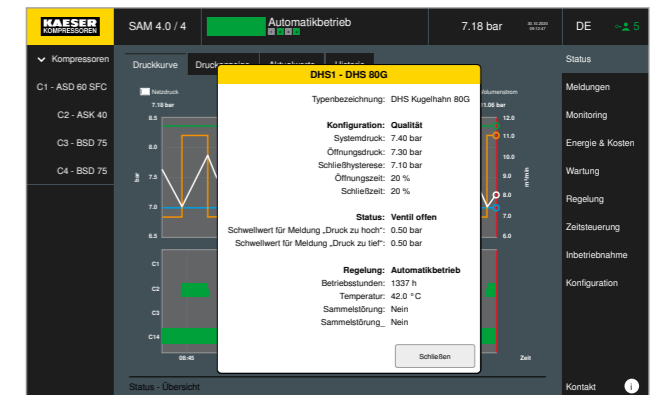 KAESER
KOMPRESSOREN
SAM 4.0 / 4
Automatikbetrieb
7.18 bar
DE
5
Kompressoren
C1 - ASD 60 SFC
C2 - ASK 40
C3 - BSD 75
C4 - BSD 75
Druckkurve
Netzdruck
7.18 bar
11.06 bar
8.5
8.0
7.5
7.0
6.5
bar
12.0
11.0
10.0
9.0
8.0
7.0
6.0
m³/min
C1
C2
C3
C14
08:45
Zeit
DHS1 - DHS 80G
Typenbezeichnung: DHS Kugelhahn 80G
Konfiguration: Qualität
Systemdruck: 7.40 bar
Öffnungsdruck: 7.30 bar
Schließhysterese: 7.10 bar
Öffnungszeit: 20 %
Schließzeit: 20 %
Status: Ventil offen
Schwellwert für Meldung „Druck zu hoch“: 0.50 bar
Schwellwert für Meldung „Druck zu tief“: 0.50 bar
Regelung: Automatikbetrieb
Betriebsstunden: 1337 h
Temperatur: 42.0 °C
Sammelstörung: Nein
Sammelstörung_ Nein
Schließen
Status
Meldungen
Monitoring
Energie & Kosten
Wartung
Regelung
Zeitsteuerung
Inbetriebnahme
Konfiguration
Status - Übersicht
Kontakt
i